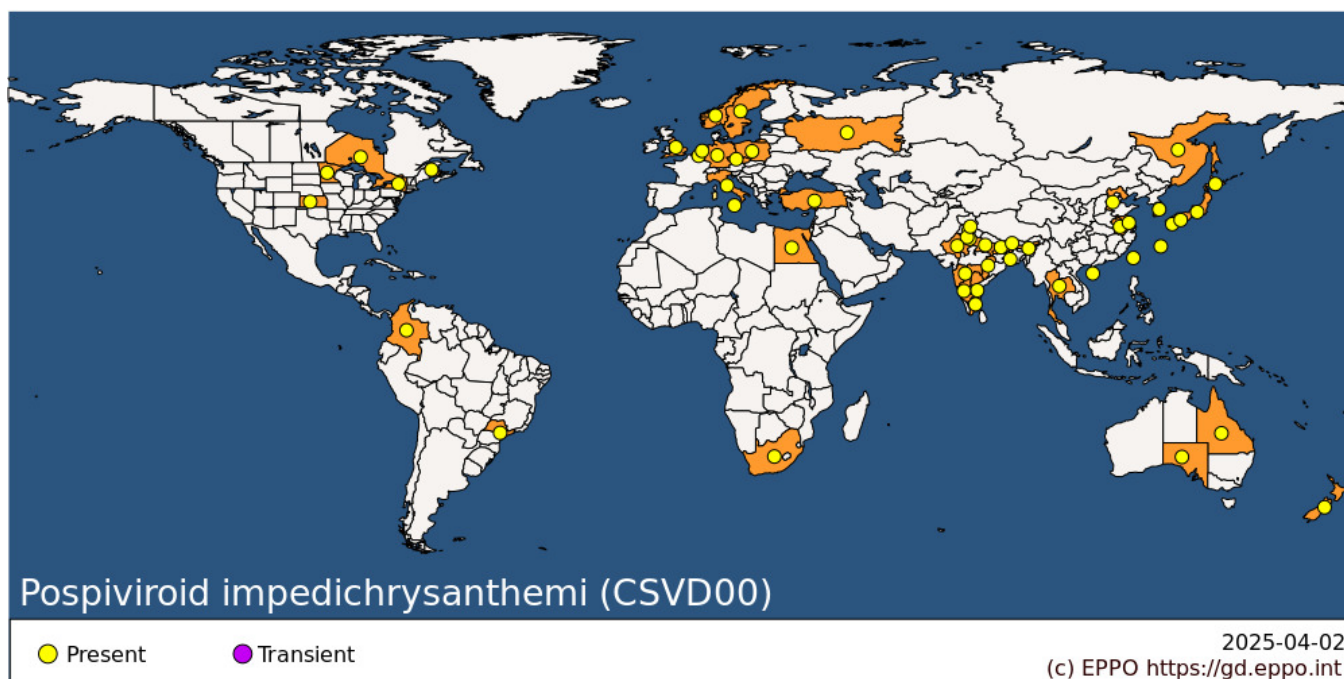 Pospiviroid impedichrysanthemi (CSVD00)
Present
Transient
2025-04-02
(c) EPPO https://gd.eppo.int